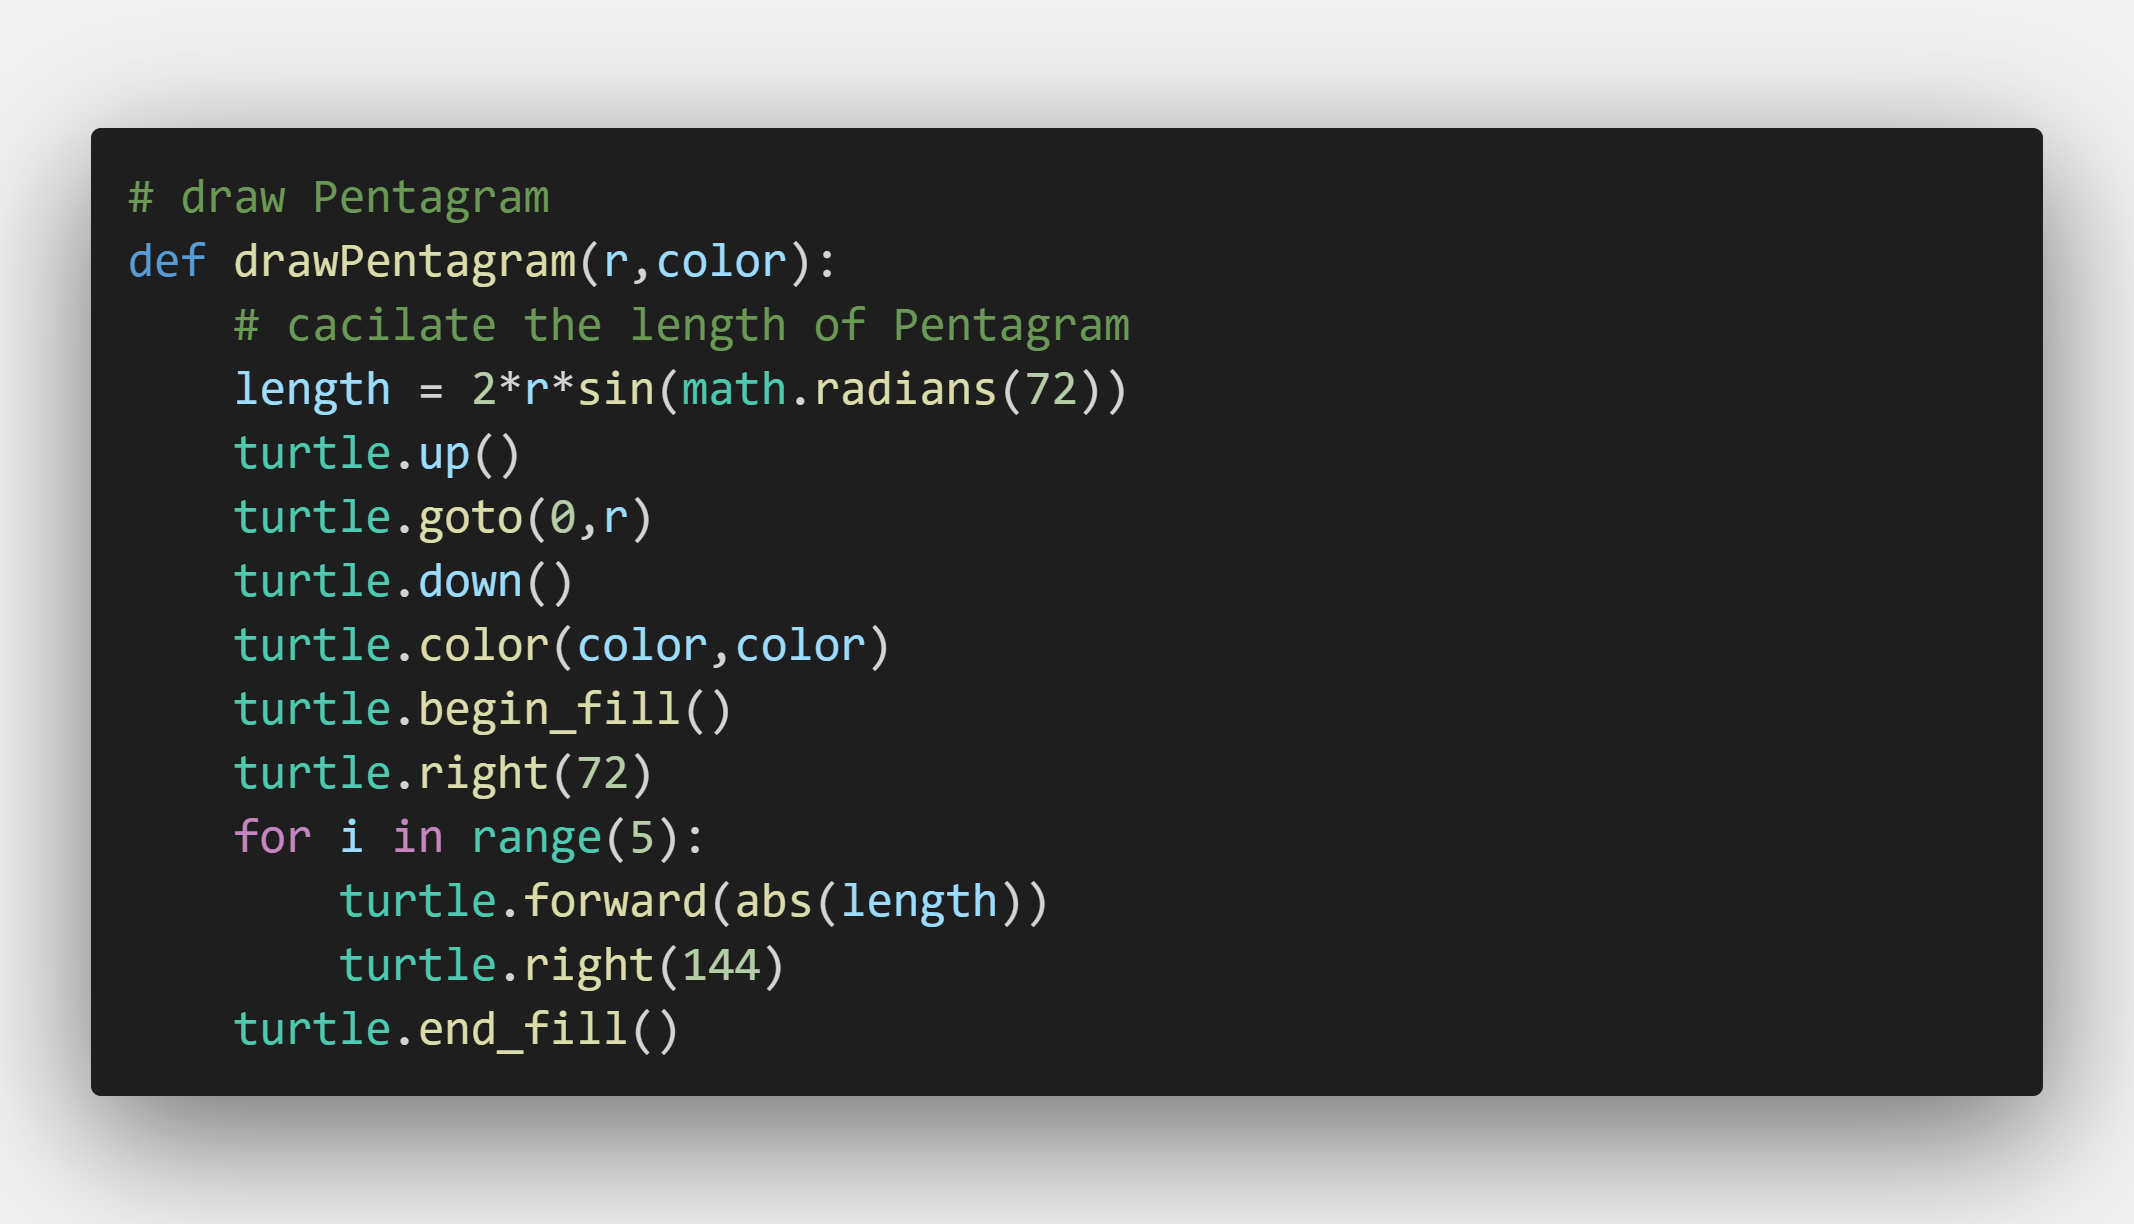 # draw Pentagram
def drawPentagram(r,color):
    # cacilate the length of Pentagram
    length = 2*r*sin(math.radians(72))
    turtle.up()
    turtle.goto(0,r)
    turtle.down()
    turtle.color(color,color)
    turtle.begin_fill()
    turtle.right(72)
    for i in range(5):
        turtle.forward(abs(length))
        turtle.right(144)
    turtle.end_fill()